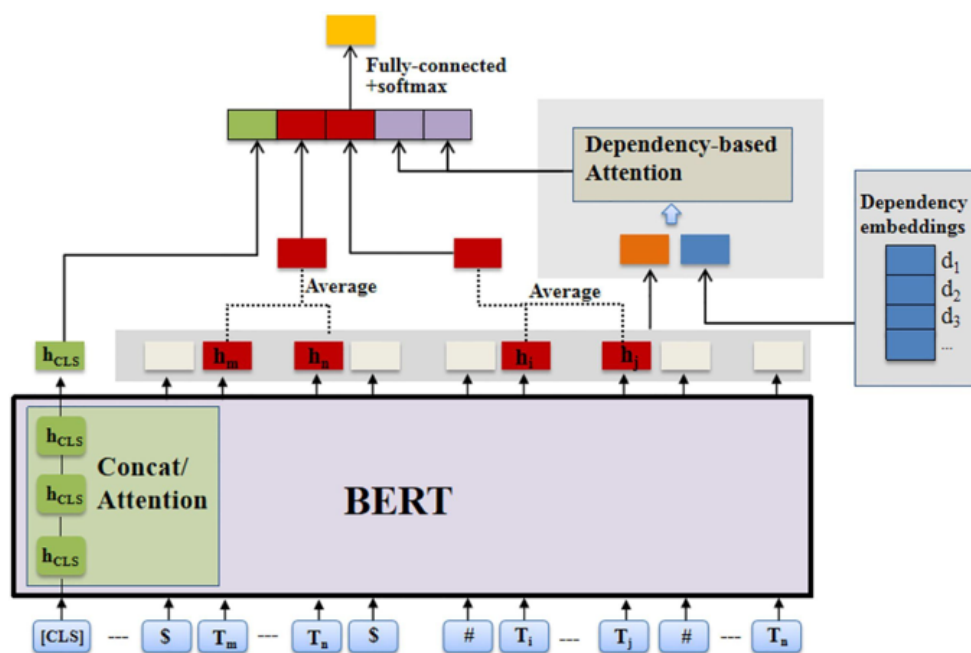 Fully-connected
+softmax
Dependency-based
Attention
Dependency
embeddings
d1
d2
d3
...
Average
Average
hCLS
hm
hn
hi
hj
hCLS
hCLS
hCLS
Concat/
Attention
BERT
[CLS] --- $ Tm --- Tn $ # Ti ... Tj # --- Tn